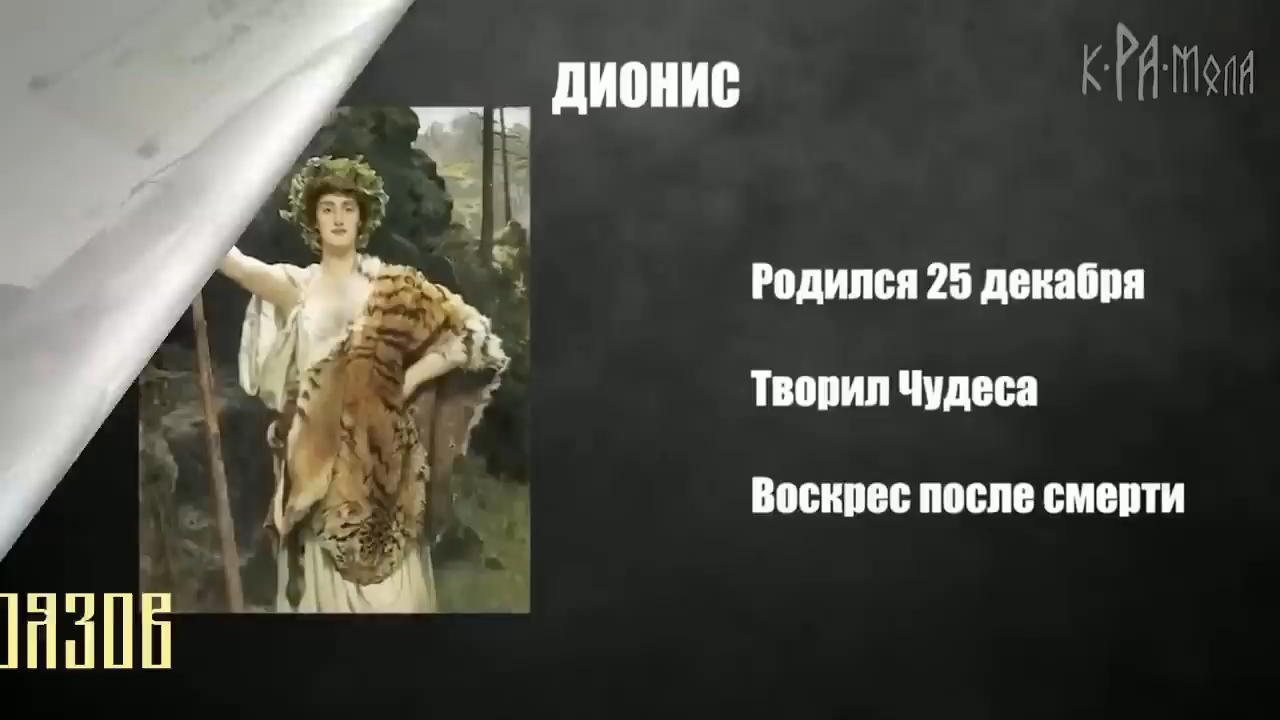 ДИОНИС
К·РА·МОЛА
Родился 25 декабря
Творил Чудеса
Воскрес после смерти